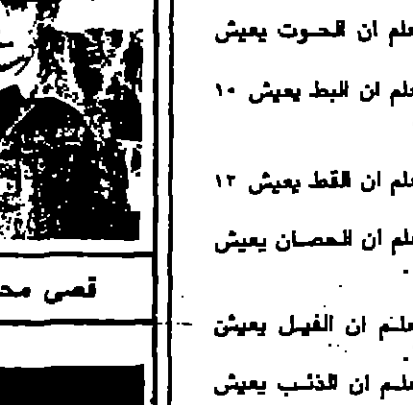 علم ان الحوت يعيش
علم ان البط يعيش ١٠
علم ان القط يعيش ١٢
علم ان الحصان يعيش
علم ان الفيل يعيش
علم ان الذئب يعيش
قصي